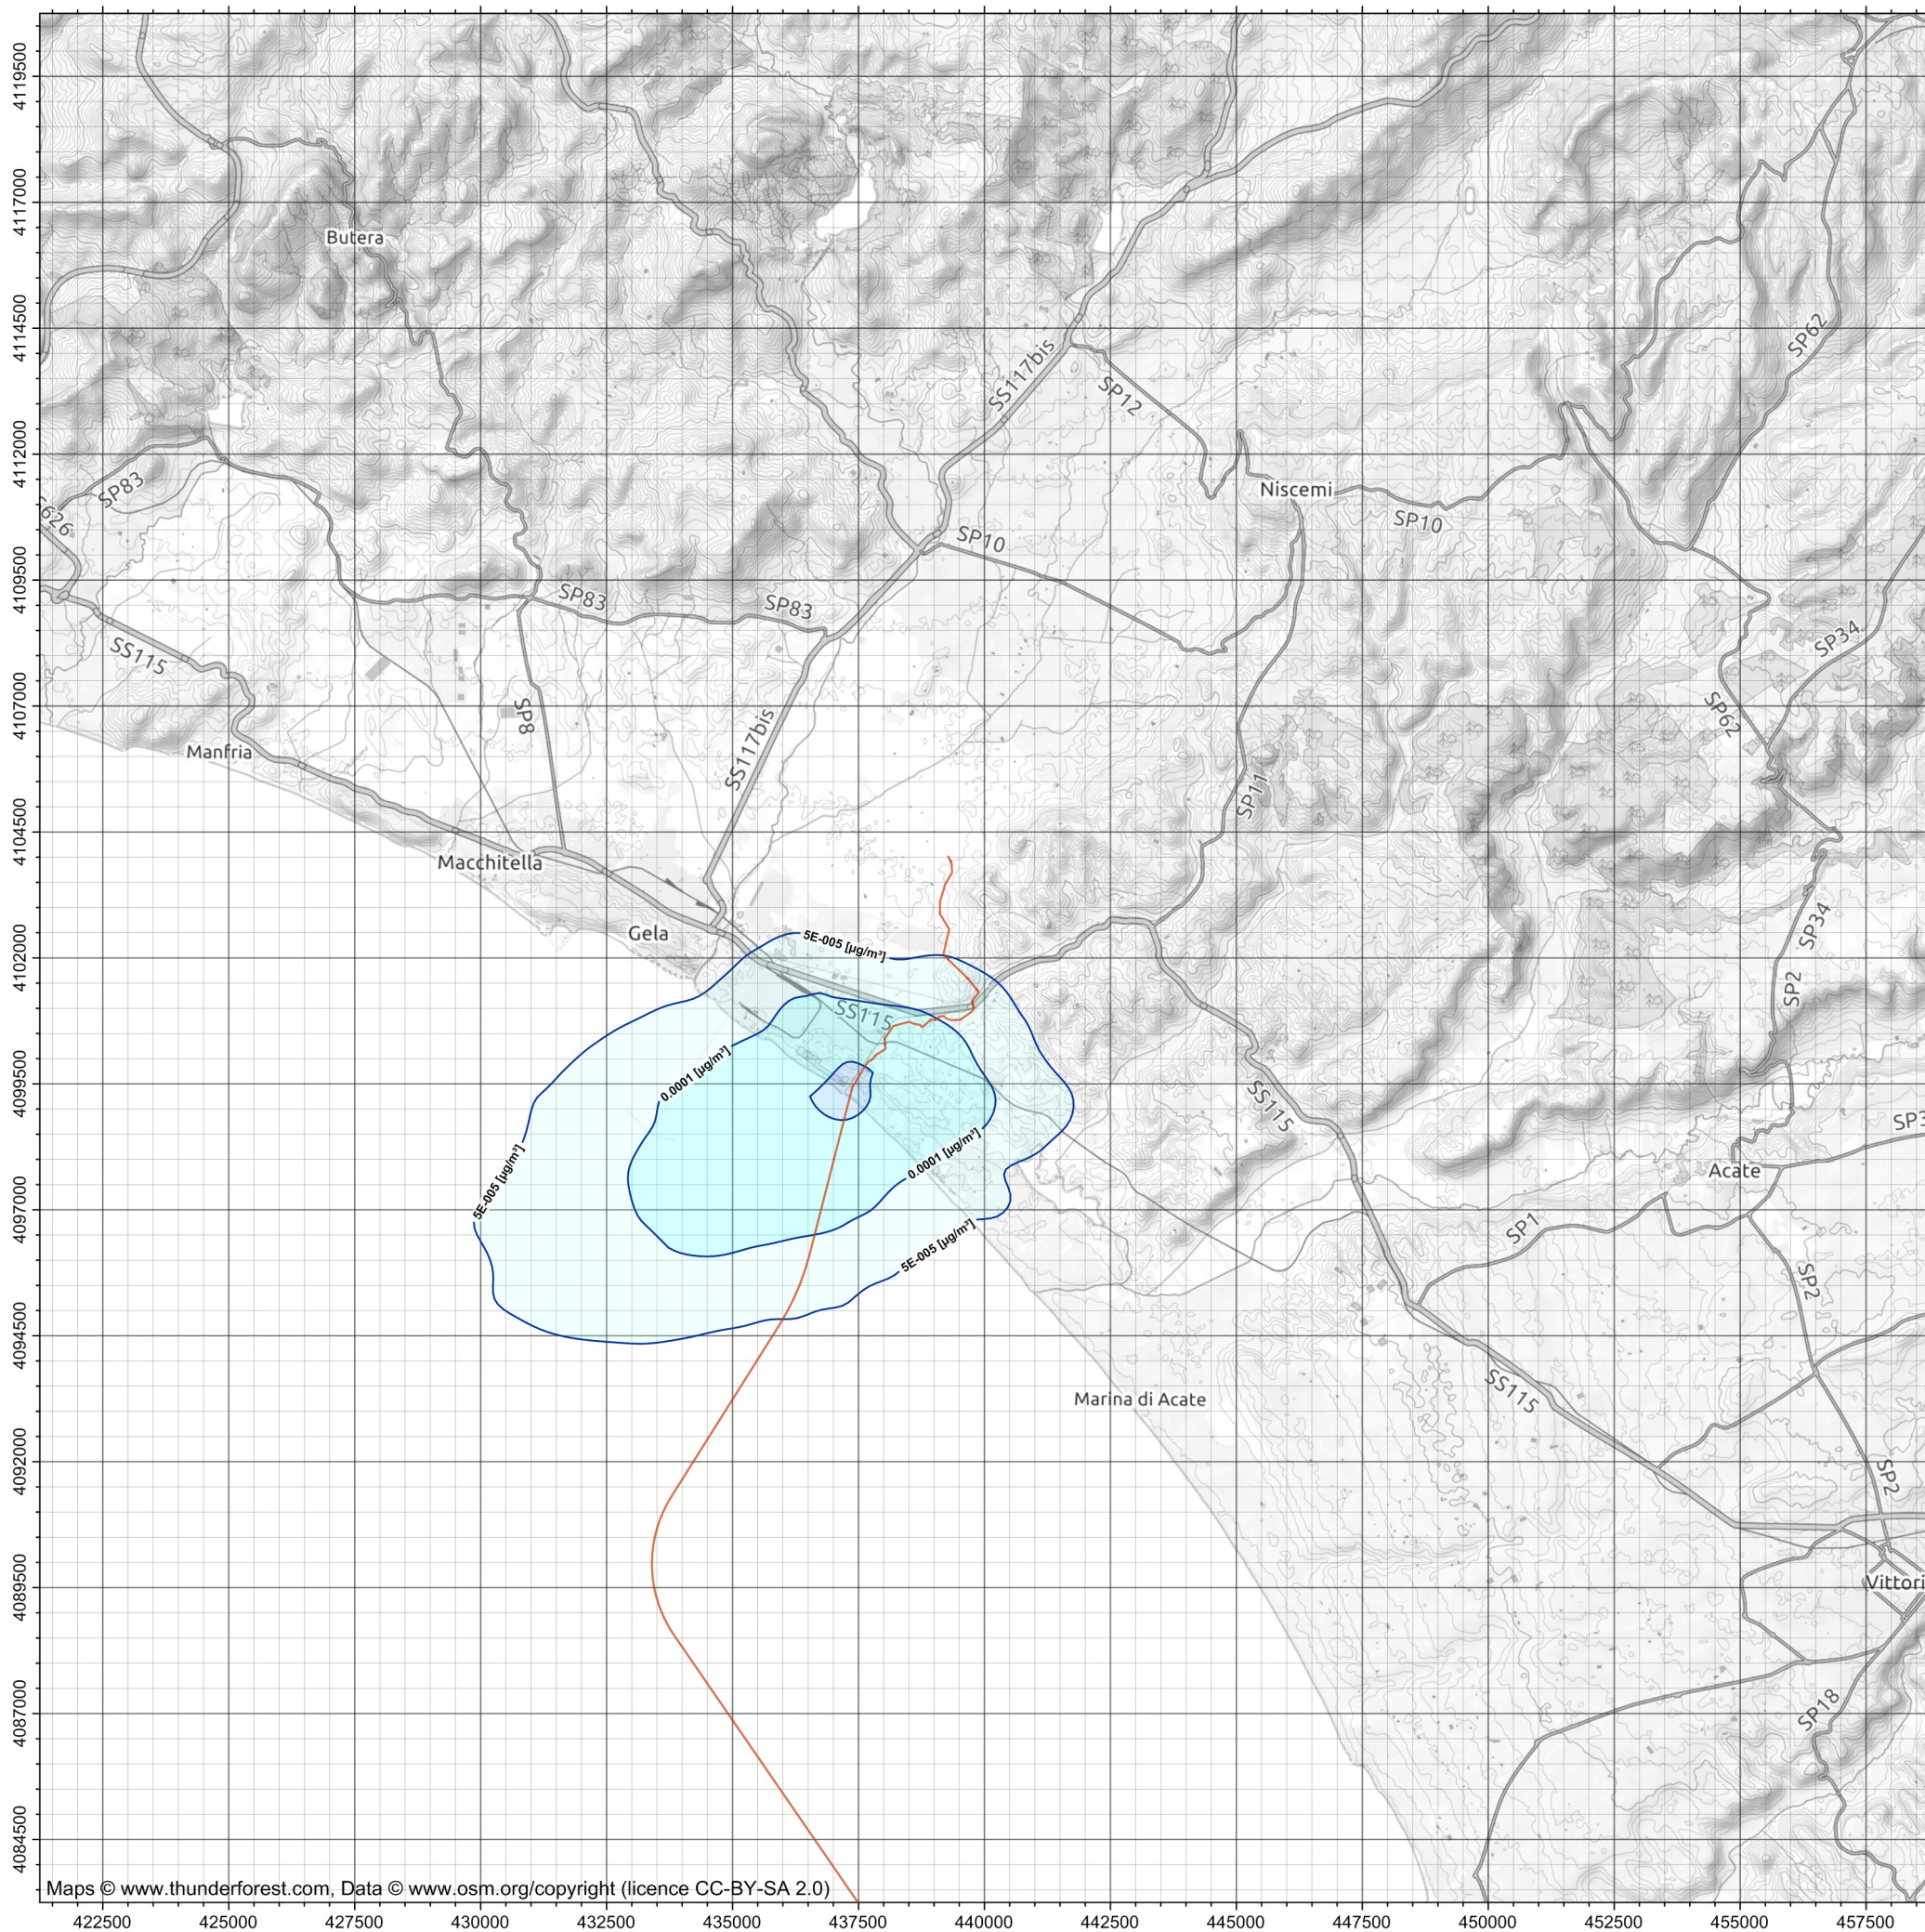 4119500
4117000
Butera
4114500
SP62
SS117bis
SP12
4112000
SP83
626
Niscemi
SP10
SP10
4109500
SP83
SP83
SP34
SS115
4107000
SP8
SP62
SS117bis
Manfria
SP11
4104500
Macchitella
Gela
SP34
5E-005 [µg/m³]
4102000
SP2
SS115
0.0001 [µg/m³]
4099500
SS115
SP3
0.0001 [µg/m³]
Acate
5E-005 [µg/m³]
4097000
SP1
5E-005 [µg/m³]
SP2
4094500
SS115
Marina di Acate
4092000
SP2
4089500
Vittori
4087000
SP18
4084500
Maps © www.thunderforest.com, Data © www.osm.org/copyright (licence CC-BY-SA 2.0)
422500 425000 427500 430000 432500 435000 437500 440000 442500 445000 447500 450000 452500 455000 457500